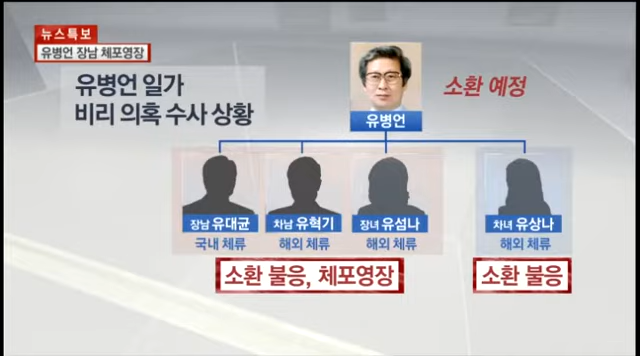 뉴스특보
유병언 장남 체포영장
유병언 일가
비리 의혹 수사 상황
소환 예정
유병언
장남 유대균
차남 유혁기
장녀 유섬나
차녀 유상나
국내 체류
해외 체류
해외 체류
해외 체류
소환 불응, 체포영장
소환 불응